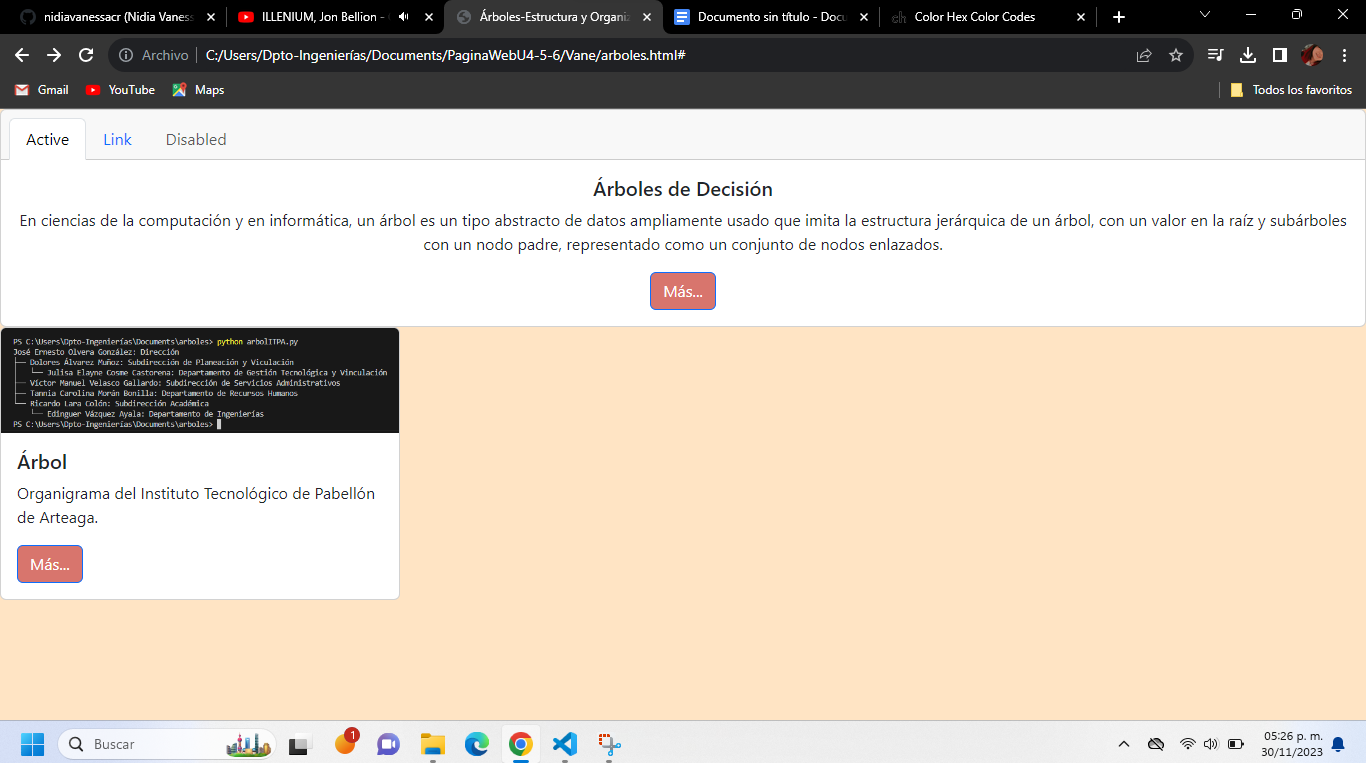 nidiavanessacr (Nidia Vaness
ILLENIUM, Jon Bellion -
Árboles-Estructura y Organiz
Documento sin título - Docu
Color Hex Color Codes
Archivo
C:/Users/Dpto-Ingenierías/Documents/PaginaWebU4-5-6/Vane/arboles.html#
Gmail
YouTube
Maps
Todos los favoritos
Active
Link
Disabled
Árboles de Decisión
En ciencias de la computación y en informática, un árbol es un tipo abstracto de datos ampliamente usado que imita la estructura jerárquica de un árbol, con un valor en la raíz y subárboles
con un nodo padre, representado como un conjunto de nodos enlazados.
Más...
PS C:\Users\Dpto-Ingenierías\Documents\arboles> python arbolITPA.py
José Ernesto Olvera González: Dirección
├── Dolores Álvarez Muñoz: Subdirección de Planeación y Viculación
│   └── Julisa Elayne Cosme Castorena: Departamento de Gestión Tecnológica y Vinculación
├── Víctor Manuel Velasco Gallardo: Subdirección de Servicios Administrativos
├── Tannia Carolina Morán Bonilla: Departamento de Recursos Humanos
└── Ricardo Lara Colón: Subdirección Académica
    └── Edinguer Vázquez Ayala: Departamento de Ingenierías
PS C:\Users\Dpto-Ingenierías\Documents\arboles>
Árbol
Organigrama del Instituto Tecnológico de Pabellón
de Arteaga.
Más...
Buscar
1
05:26 p. m.
30/11/2023